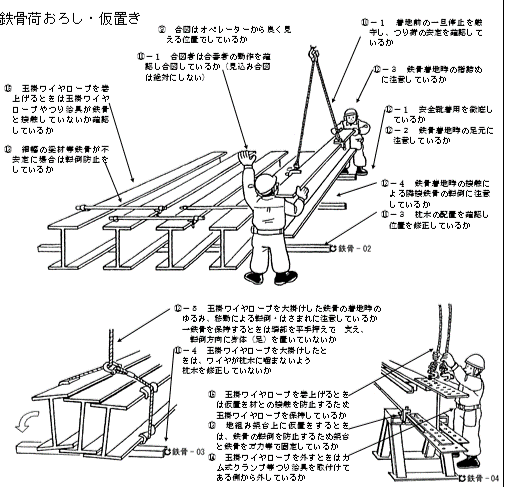 鉄骨荷おろし・仮置き
② 合図はオペレーターから良く見
える位置でしているか
⑪-1 合図者は合番者の動作を確
認し合図しているか(見込み合図
は絶対にしない)
玉掛ワイヤロープを巻
上げるときは玉掛ワイヤ
ロープやつり治具が鉄骨
と接触していないか確認
しているか
細幅の梁材等鉄骨が不
安定に場合は転倒防止を
しているか
-1 着地前の一旦停止を厳
守し、つり荷の安定を確認して
いるか
-3 鉄骨着地時の指詰め
に注意しているか
-1 安全靴着用を徹底し
ているか
-2 鉄骨着地時の足元に
注意しているか
-4 鉄骨着地時の接触に
よる隣接鉄骨の転倒に注意
しているか
-3 枕木の配置を確認し
位置を修正しているか
鉄骨-02
-5 玉掛ワイヤロープを大掛けした鉄骨の着地時の
ゆるみ、移動による転倒・はさまれに注意しているか
→鉄骨を保持するときは頭部を平手押えで 支え、
転倒方向に身体(足)を置いていないか
-4 玉掛ワイヤロープを大掛けしたと
きは、ワイヤが枕木に噛まないよう
枕木を修正していないか
玉掛ワイヤロープを巻上げるときは
仮置き材との接触を防止するため
玉掛ワイヤロープを保持しているか
地組み架台上に仮置をするとき
は、鉄骨の転倒を防止するため架台
と鉄骨をガ力等で固定しているか
玉掛ワイヤロープを外すときはガ
ム式クランプ等つり治具を取付けて
ある側から外しているか
鉄骨-03
鉄骨-04